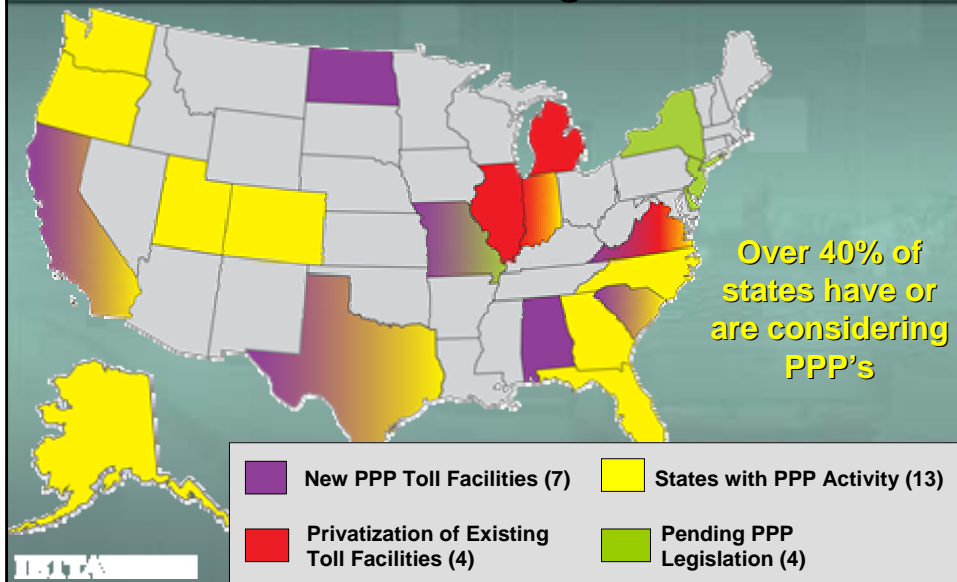 Over 40% of
states have or
are considering
PPP's
New PPP Toll Facilities (7)
States with PPP Activity (13)
Privatization of Existing
Toll Facilities (4)
Pending PPP
Legislation (4)
IBTTA